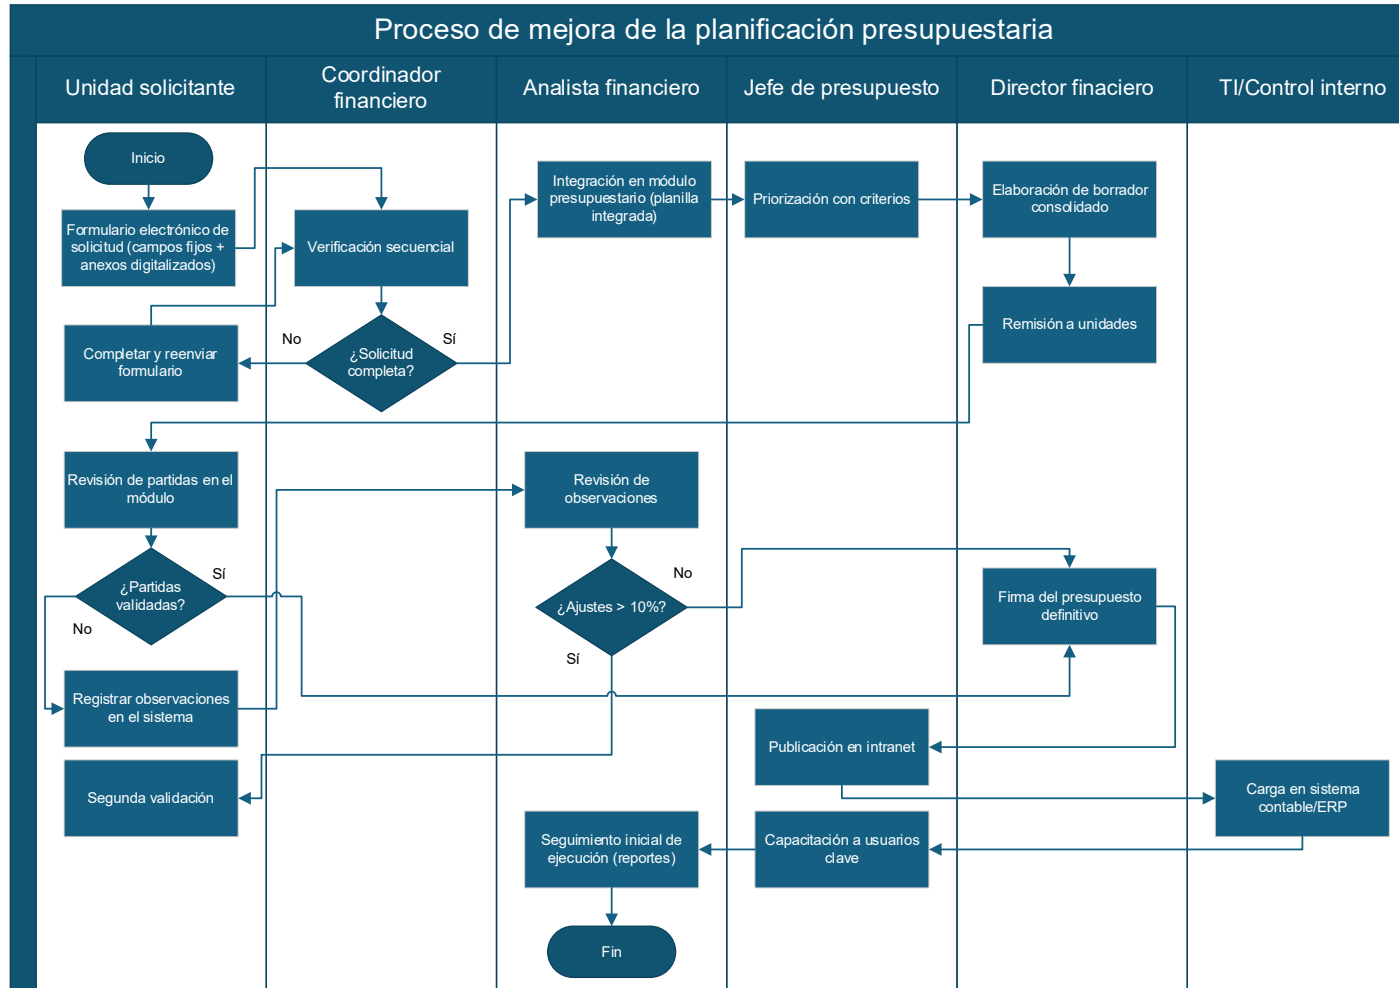 Proceso de mejora de la planificación presupuestaria
Unidad solicitante
Coordinador
financiero
Analista financiero
Jefe de presupuesto
Director finaciero
TI/Control interno
Inicio
Formulario electrónico de
solicitud (campos fijos +
anexos digitalizados)
Verificación secuencial
Integración en módulo
presupuestario (planilla
integrada)
Priorización con criterios
Elaboración de borrador
consolidado
Remisión a unidades
Completar y reenviar
formulario
No
¿Solicitud
completa?
Sí
Revisión de partidas en el
módulo
Revisión de
observaciones
¿Partidas
validadas?
Sí
No
¿Ajustes > 10%?
No
Sí
Firma del presupuesto
definitivo
Registrar observaciones
en el sistema
Publicación en intranet
Segunda validación
Carga en sistema
contable/ERP
Seguimiento inicial de
ejecución (reportes)
Capacitación a usuarios
clave
Fin